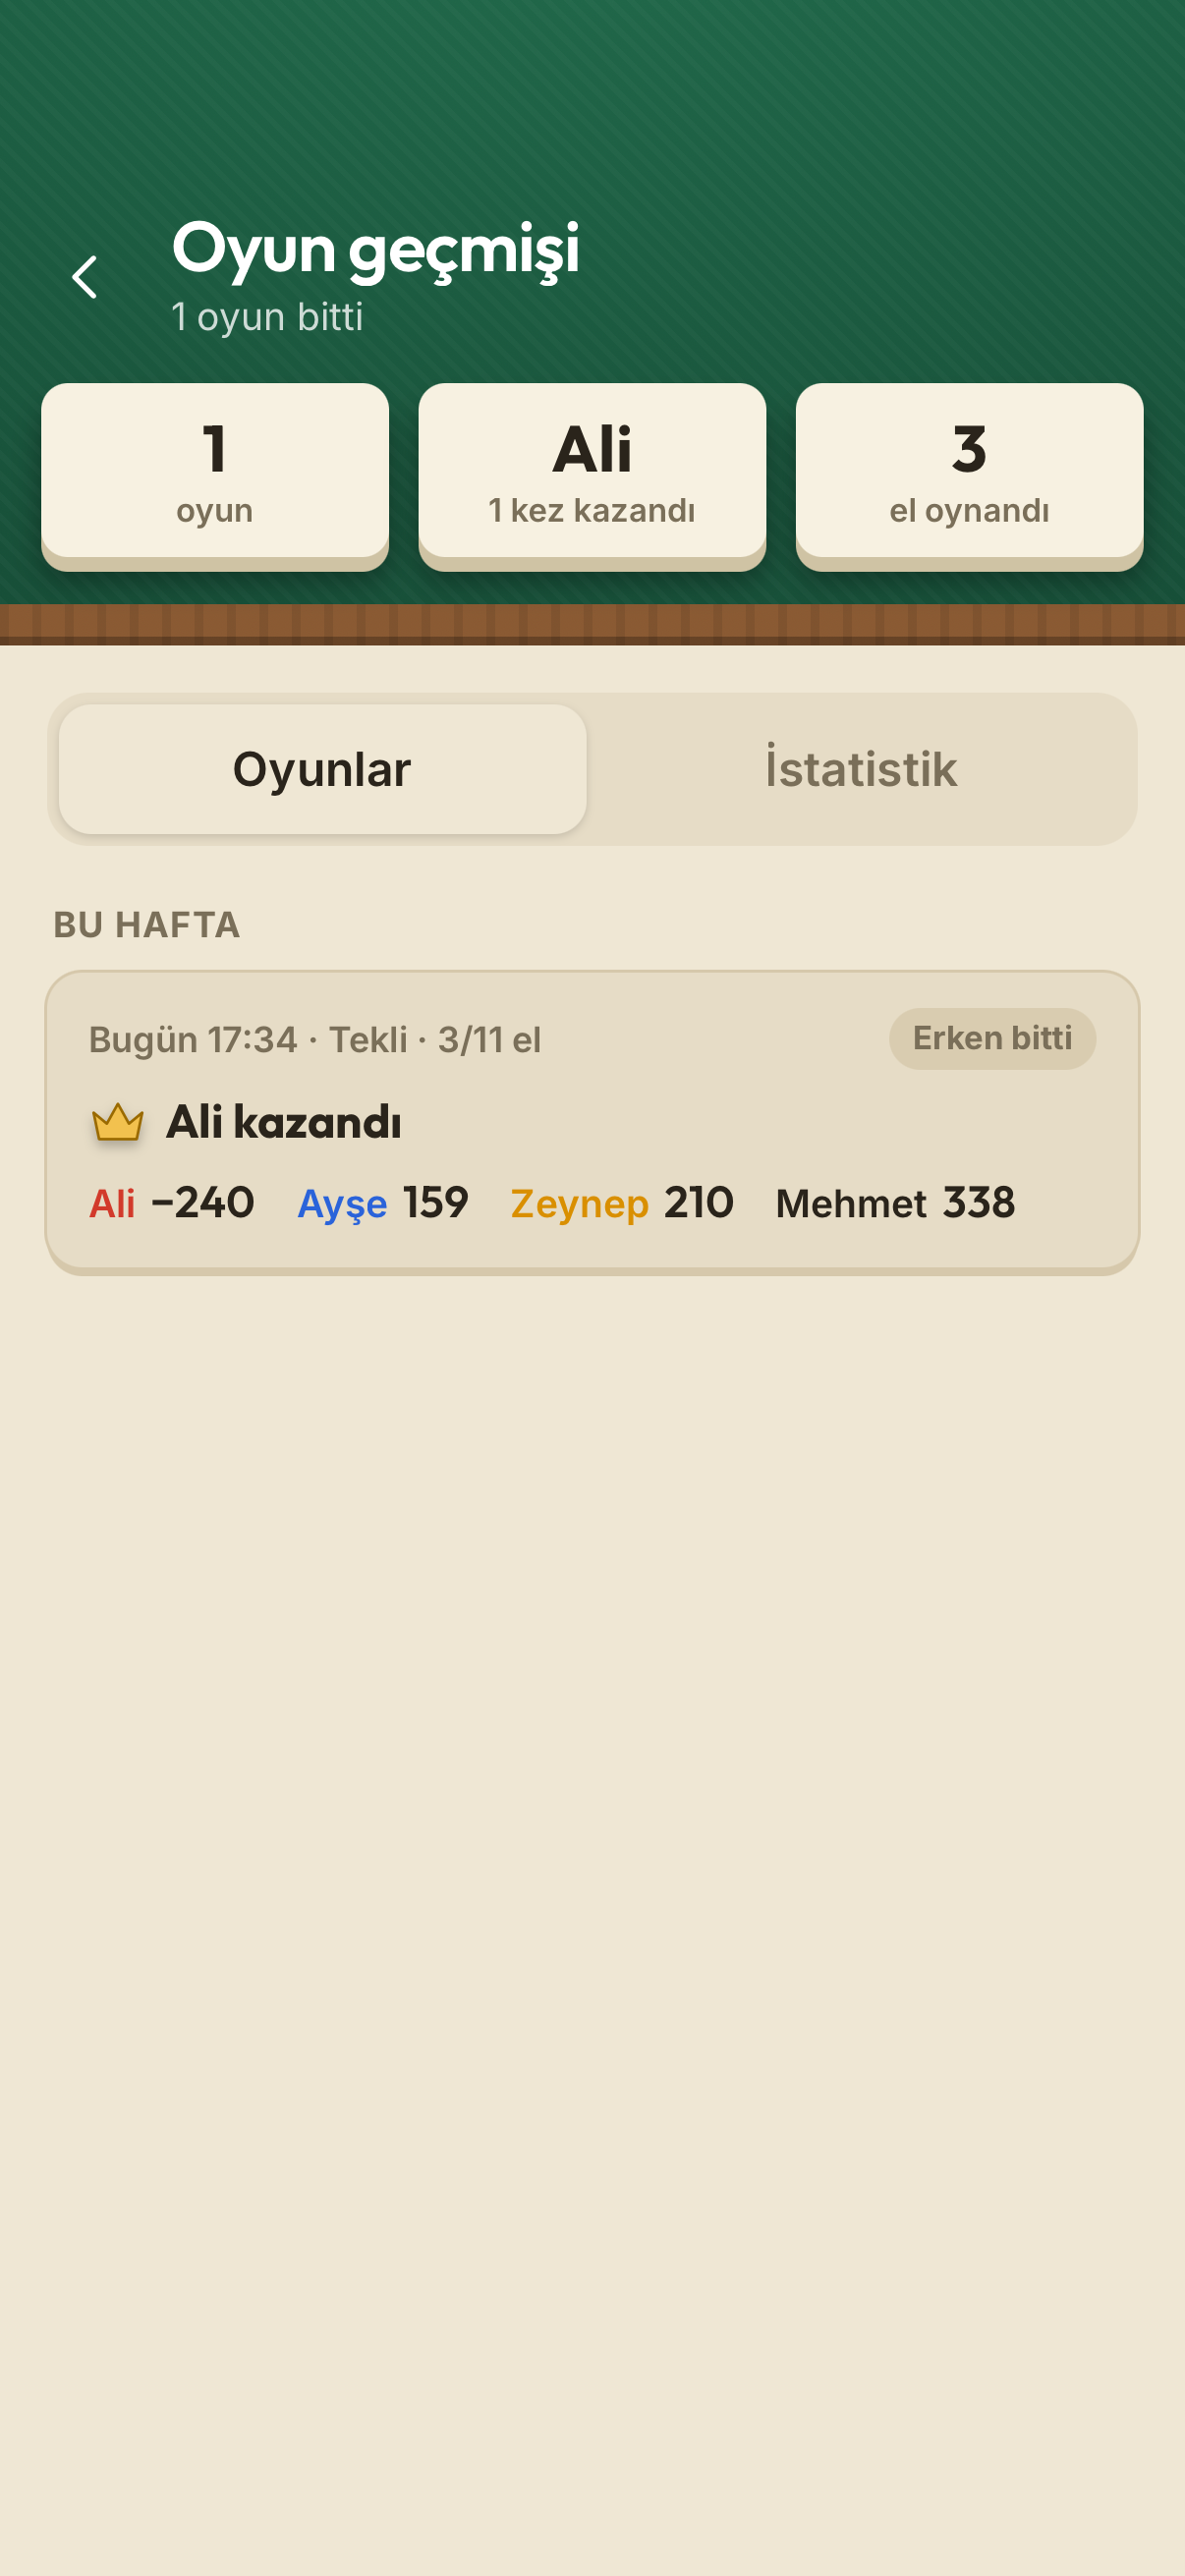 Oyun geçmişi
1 oyun bitti
1
oyun
Ali
1 kez kazandı
3
el oynandı
Oyunlar
İstatistik
BU HAFTA
Bugün 17:34 · Tekli · 3/11 el
Erken bitti
Ali kazandı
Ali −240 Ayşe 159 Zeynep 210 Mehmet 338